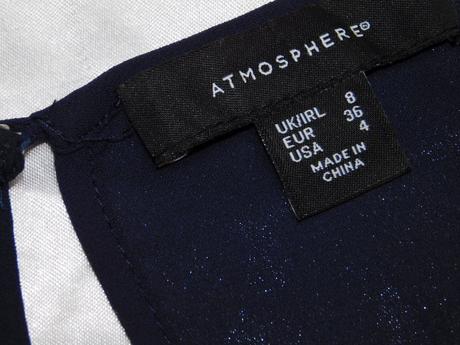 ATMOSPHERE®
UK/IRL 8
EUR 36
USA 4
MADE IN
CHINA